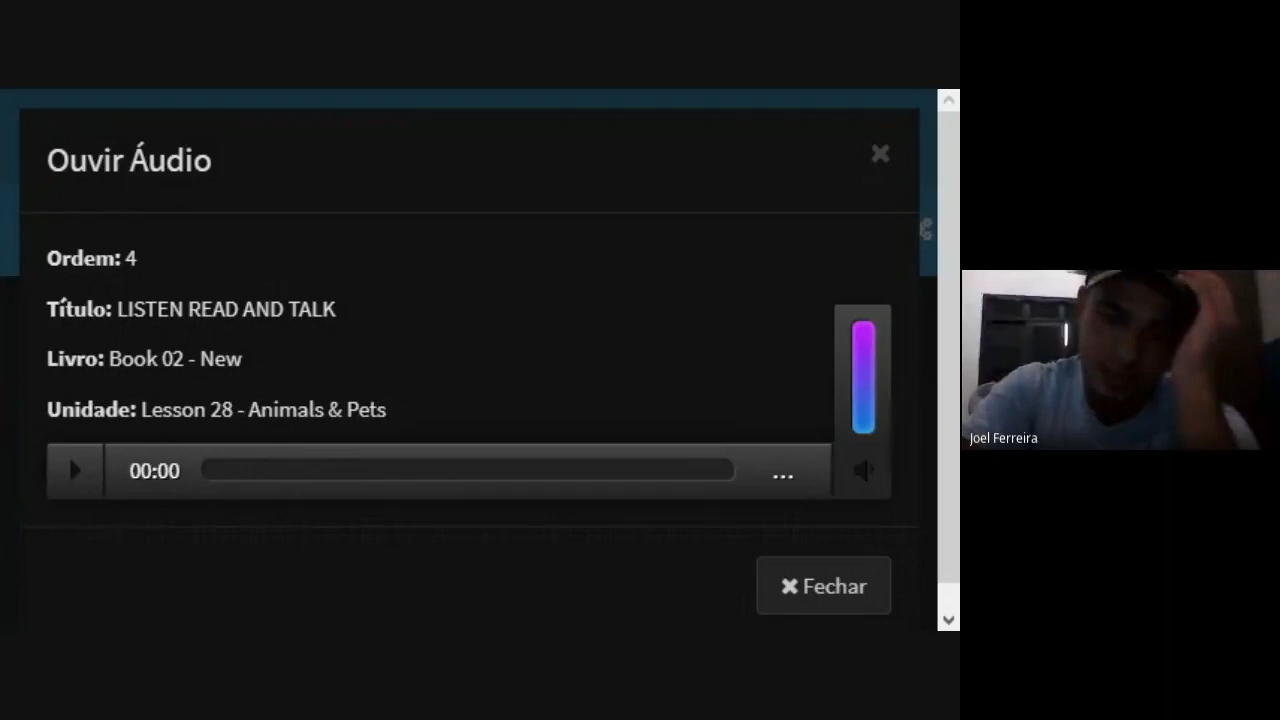 Ouvir Áudio
Ordem: 4
Título: LISTEN READ AND TALK
Livro: Book 02 - New
Unidade: Lesson 28 - Animals & Pets
00:00
...
Fechar
Joel Ferreira